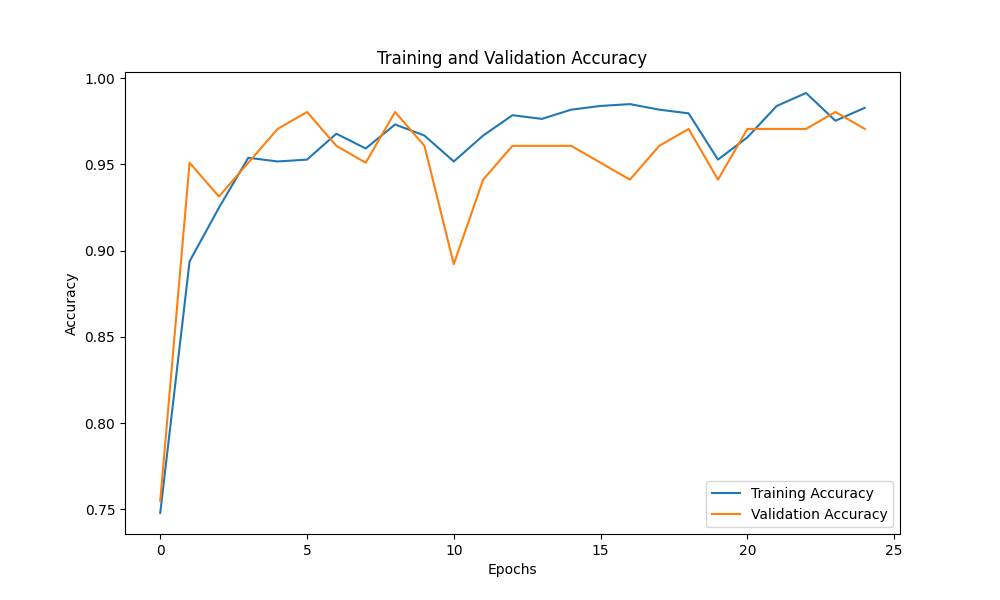 Training and Validation Accuracy
1.00
0.95
0.90
0.85
0.80
0.75
Accuracy
0 5 10 15 20 25
Epochs
Training Accuracy
Validation Accuracy